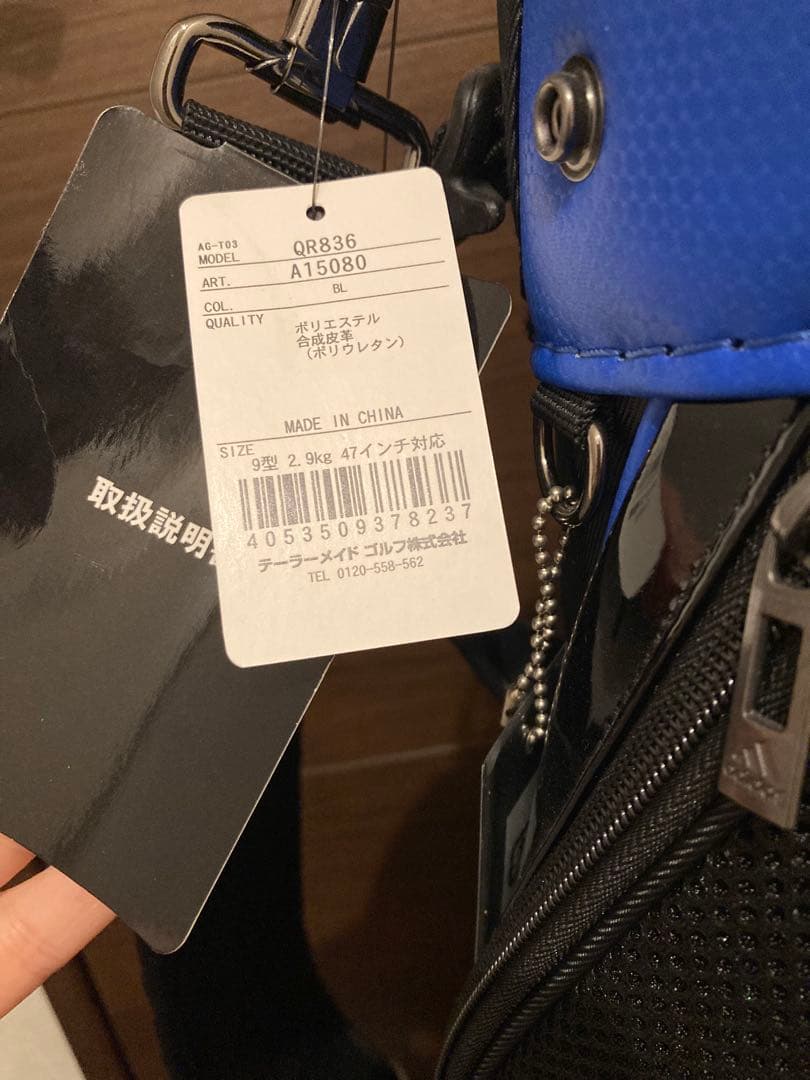 AG-T03
MODEL QR836
ART. A15080
COL. BL
QUALITY ポリエステル
合成皮革
(ポリウレタン)
MADE IN CHINA
SIZE
9型 2.9kg 47インチ対応
4053509378237
テーラーメイド ゴルフ株式会社
TEL 0120-558-562
取扱説明